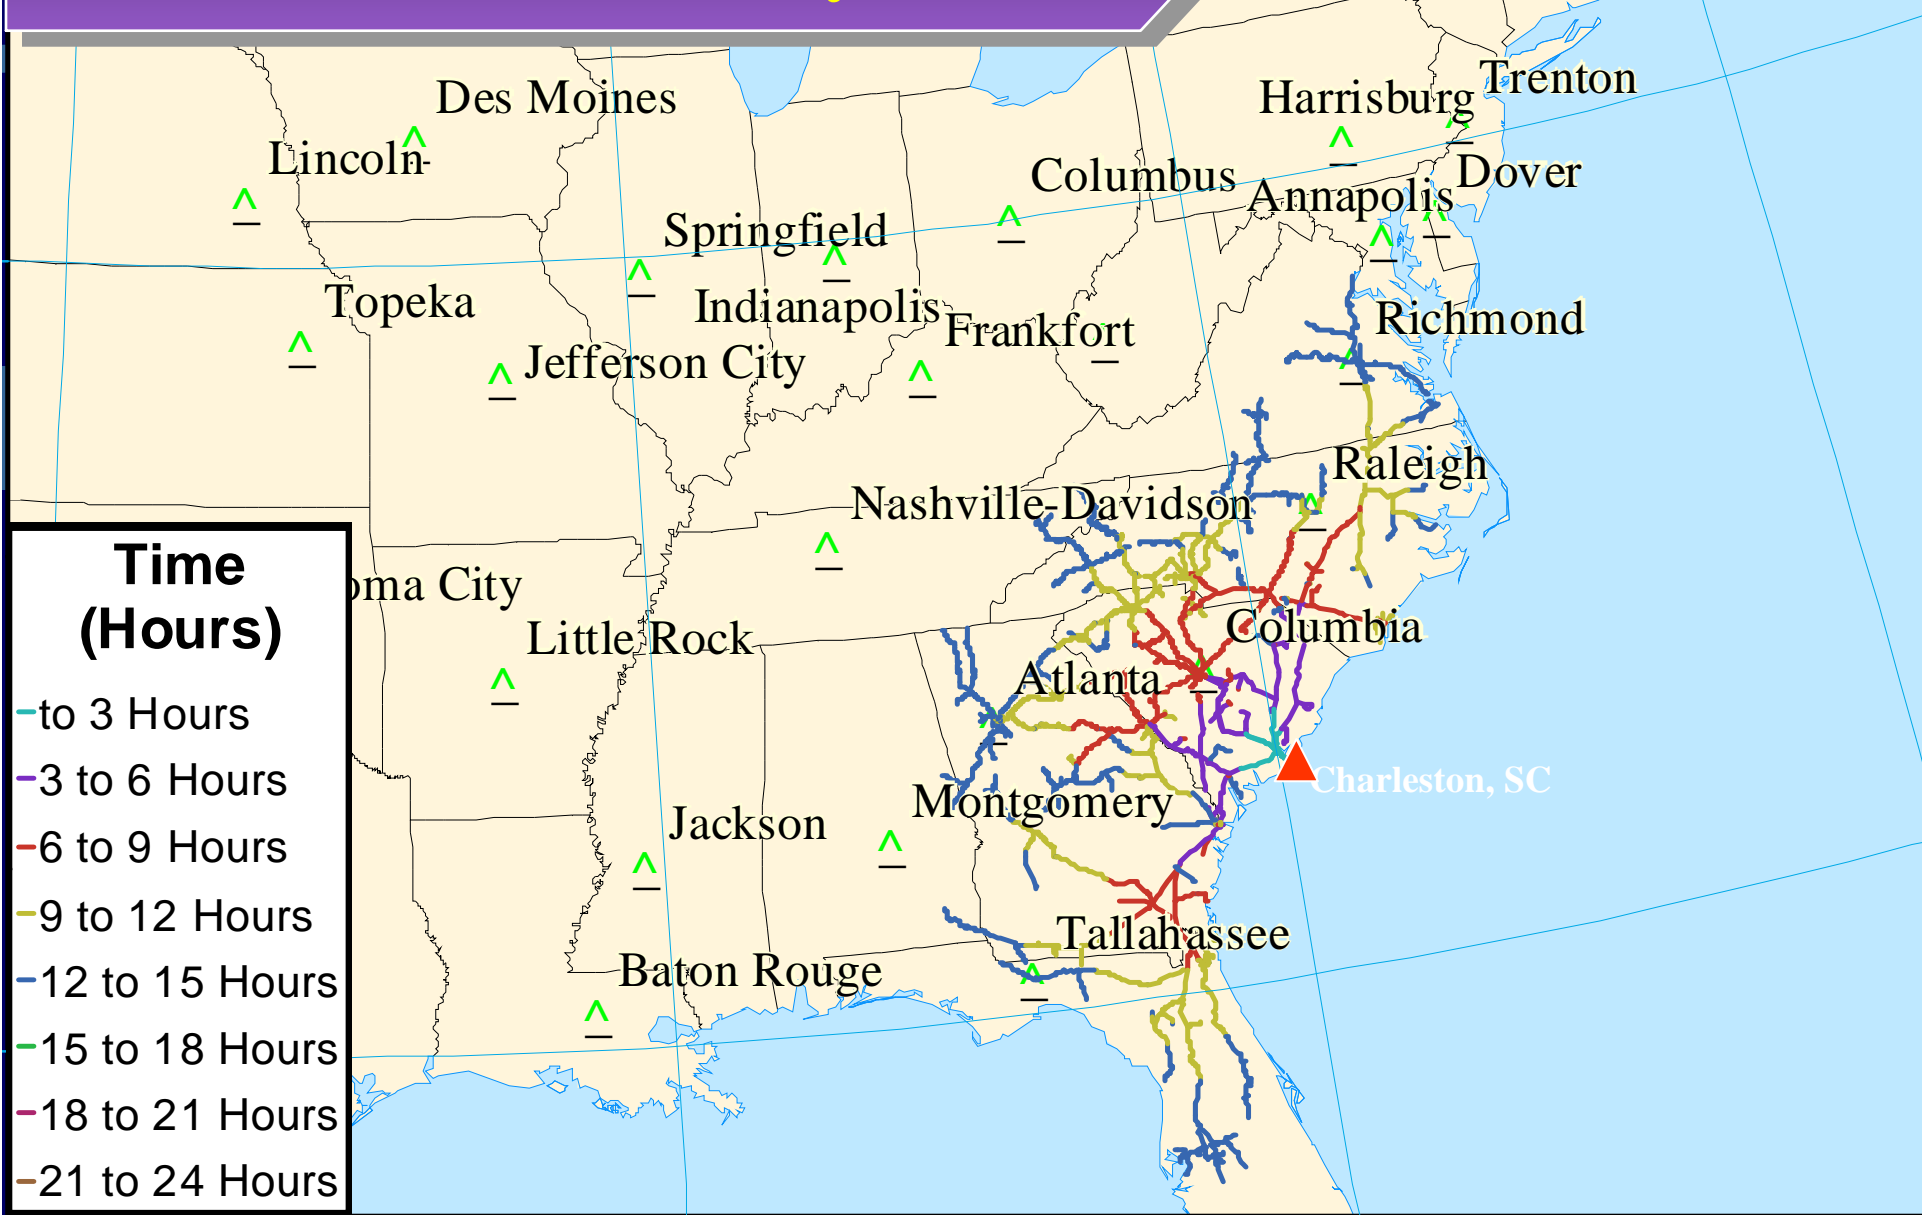 Des Moines
Trenton
Harrisburg
Lincoln
Columbus
Dover
Annapolis
Springfield
Topeka
Indianapolis
Richmond
Frankfort
Jefferson City
Raleigh
Nashville-Davidson
oma City
Little Rock
Columbia
Atlanta
Charleston, SC
Montgomery
Jackson
Tallahassee
Baton Rouge
Time
(Hours)
to 3 Hours
3 to 6 Hours
6 to 9 Hours
9 to 12 Hours
12 to 15 Hours
15 to 18 Hours
18 to 21 Hours
21 to 24 Hours